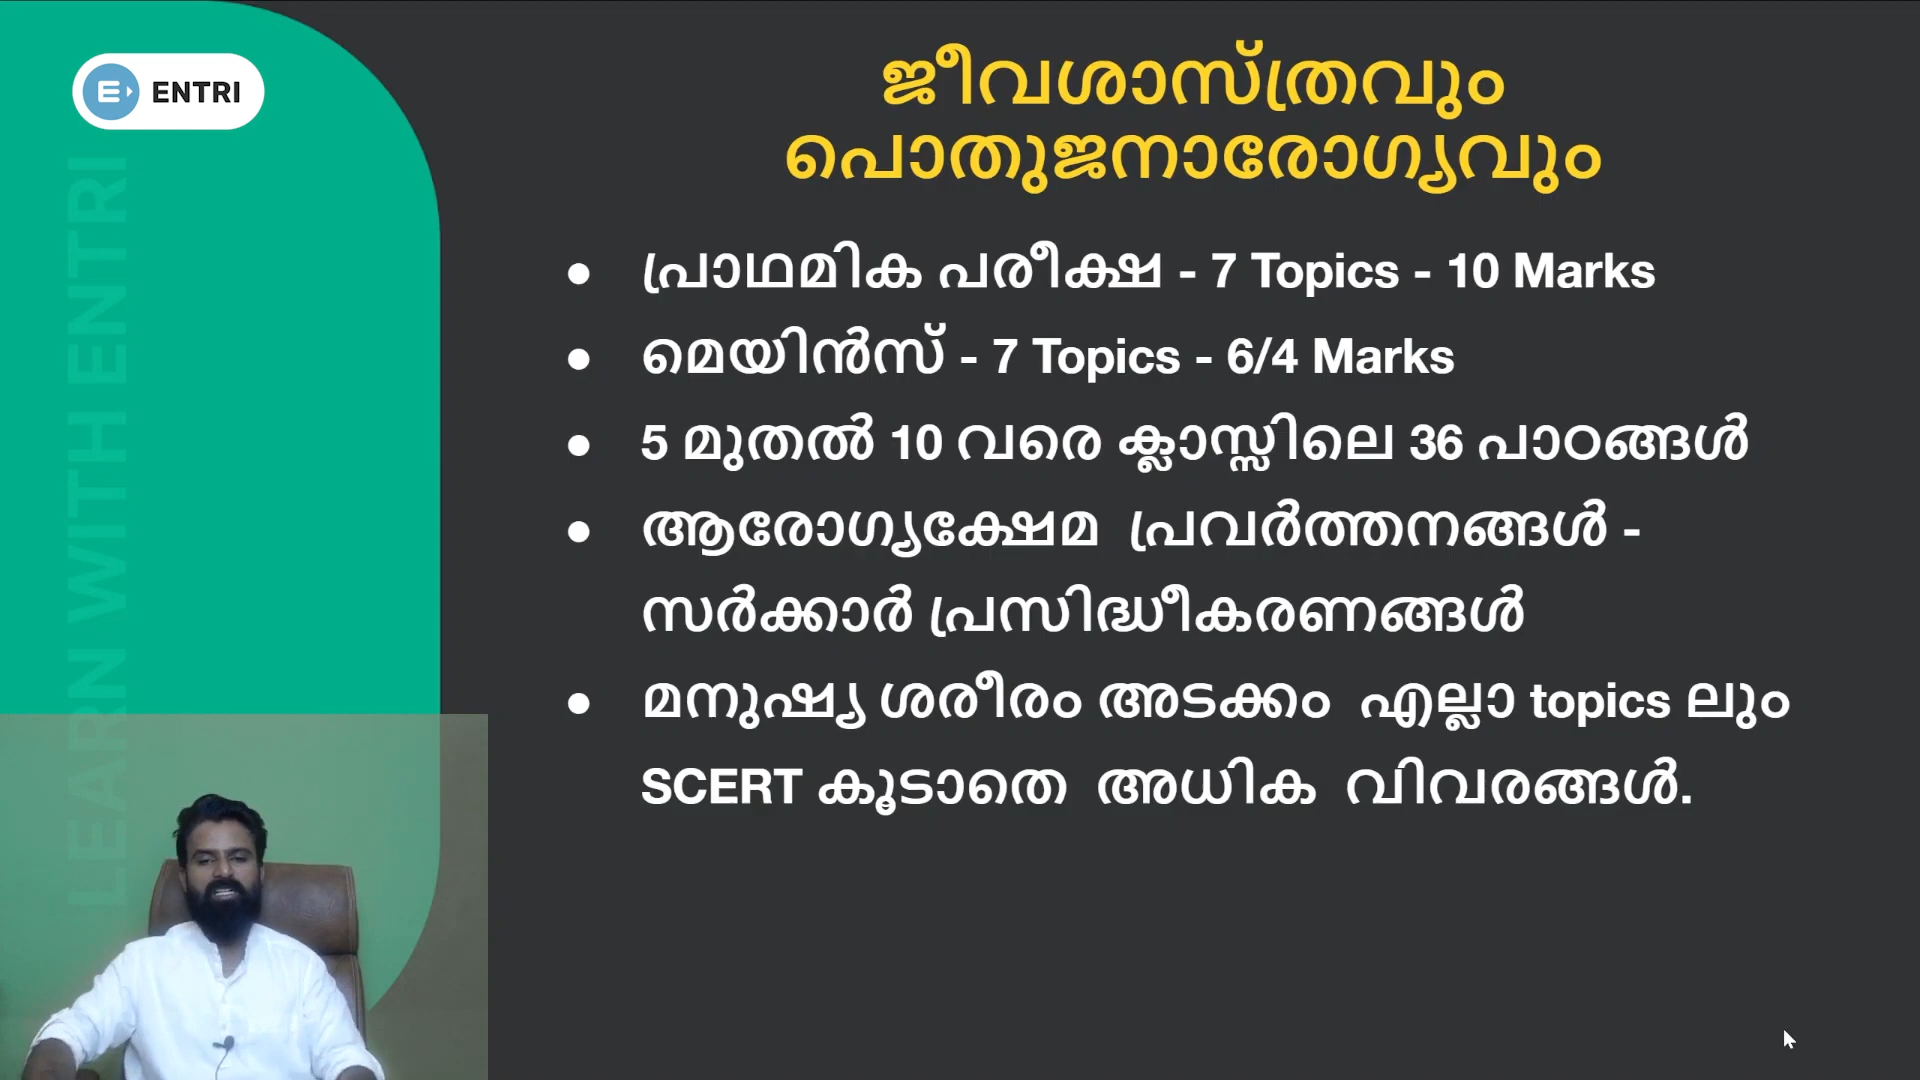 ENTRI
LEARN WITH ENTRI
ജീവശാസ്ത്രവും
പൊതുജനാരോഗ്യവും
● പ്രാഥമിക പരീക്ഷ - 7 Topics - 10 Marks
● മെയിൻസ് - 7 Topics - 6/4 Marks
● 5 മുതൽ 10 വരെ ക്ലാസ്സിലെ 36 പാഠങ്ങൾ
● ആരോഗ്യക്ഷേമ പ്രവർത്തനങ്ങൾ -
സർക്കാർ പ്രസിദ്ധീകരണങ്ങൾ
● മനുഷ്യ ശരീരം അടക്കം എല്ലാ topics ലും
SCERT കൂടാതെ അധിക വിവരങ്ങൾ.